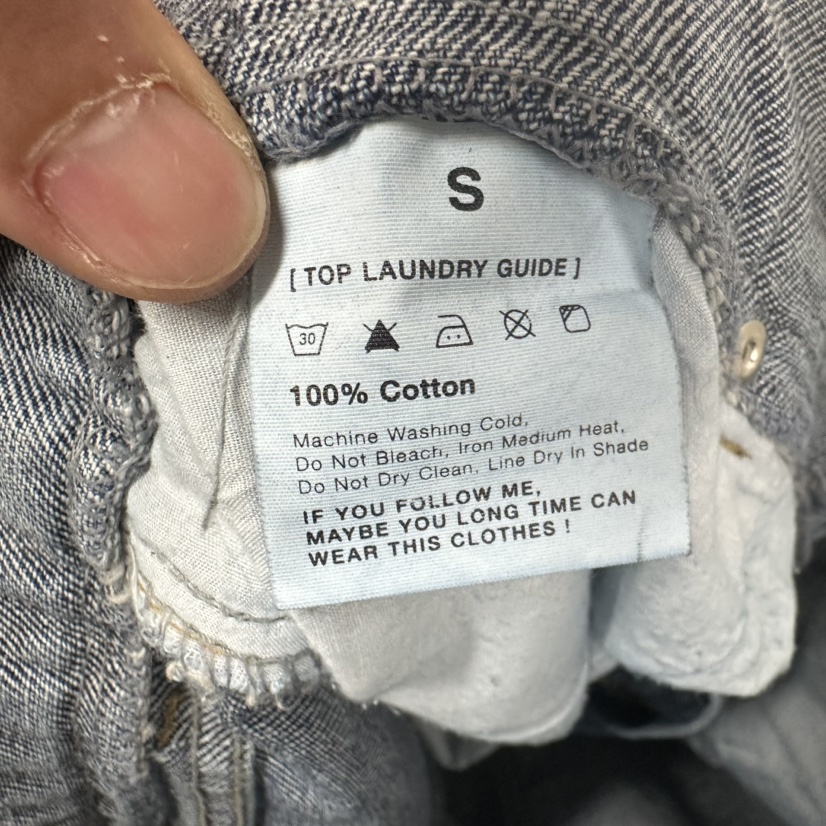 S
[ TOP LAUNDRY GUIDE ]
30
100% Cotton
Machine Washing Cold,
Do Not Bleach, Iron Medium Heat,
Do Not Dry Clean, Line Dry In Shade
IF YOU FOLLOW ME,
MAYBE YOU LONG TIME CAN
WEAR THIS CLOTHES !